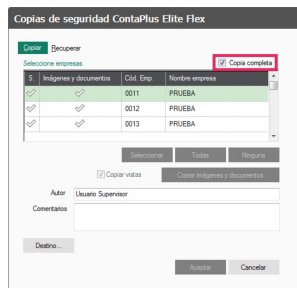 Copias de seguridad ContaPlus Elite Flex
Copiar Recuperar
Seleccione empresas
Copia completa
S. Imágenes y documentos Cód. Emp. Nombre empresa
0011 PRUEBA
0012 PRUEBA
0013 PRUEBA
Seleccionar Todas Ninguna
Copiar vistas Copiar imágenes y documentos
Autor Usuario Supervisor
Comentarios
Destino...
Aceptar Cancelar